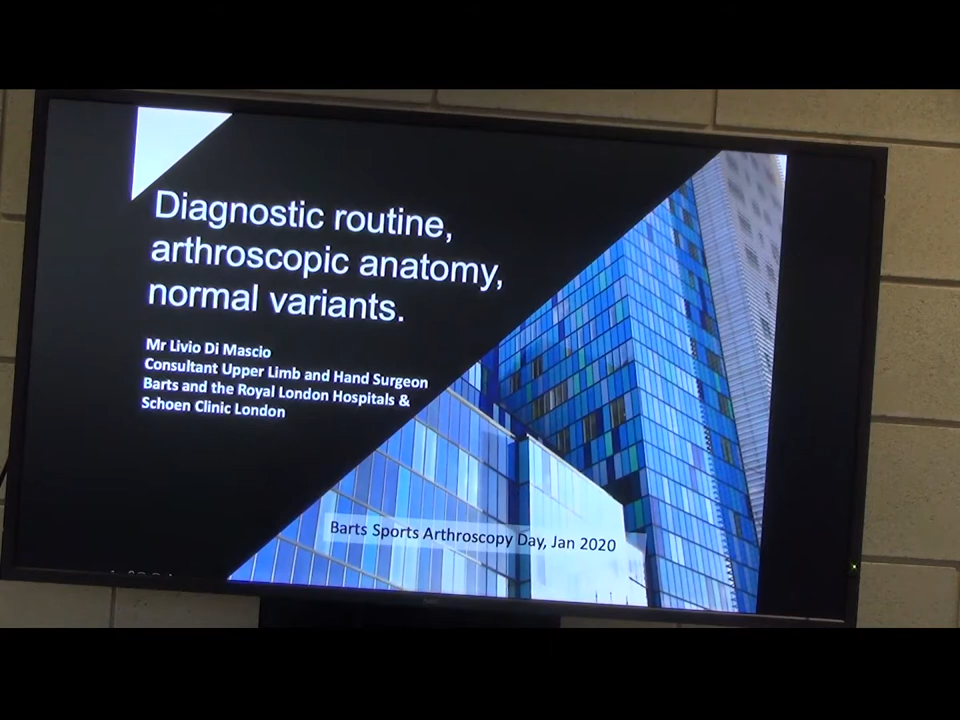 Diagnostic routine,
arthroscopic anatomy,
normal variants.
Mr Livio Di Mascio
Consultant Upper Limb and Hand Surgeon
Barts and the Royal London Hospitals &
Schoen Clinic London
Barts Sports Arthroscopy Day, Jan 2020